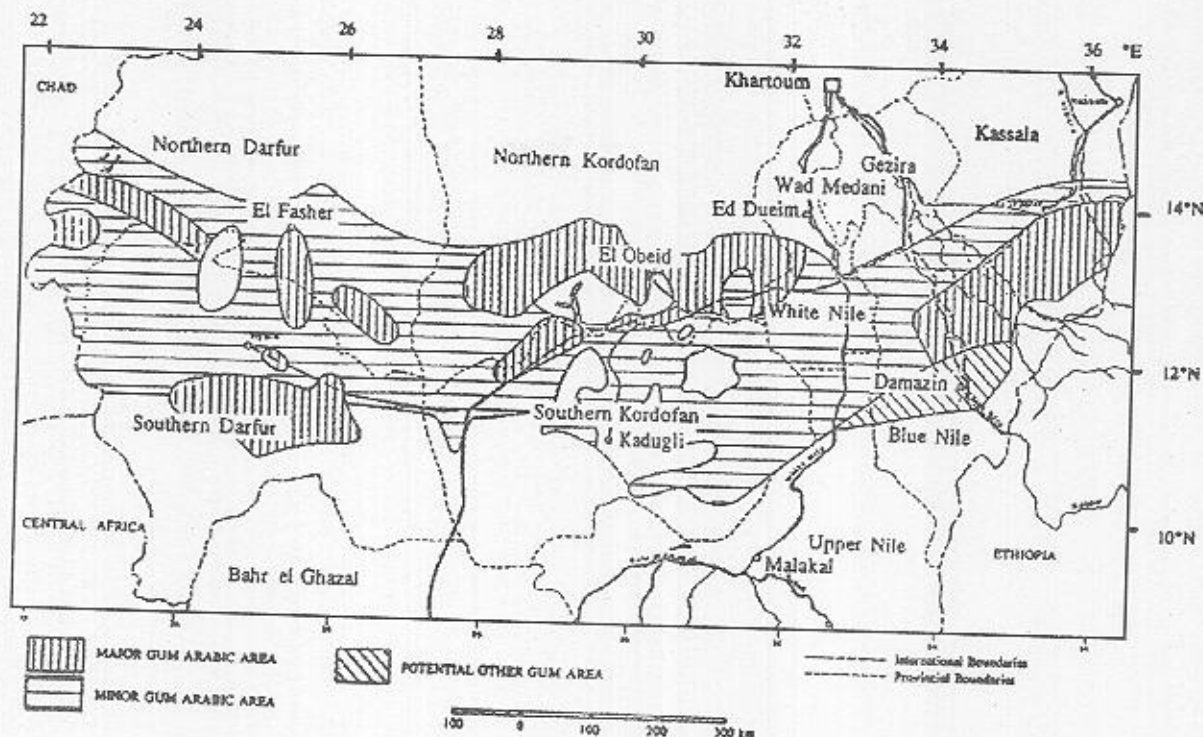 22 24 26 28 30 32 34 36 °E
CHAD
Khartoum
Kassala
Northern Darfur
Northern Kordofan
Gezira
Wad Medani
El Fasher
Ed Dueim
14°N
El Obeid
White Nile
12°N
Damazin
Southern Darfur
Southern Kordofan
Kadugli
Blue Nile
CENTRAL AFRICA
Upper Nile
ETHIOPIA
10°N
Malakal
Bahr el Ghazal
MAJOR GUM ARABIC AREA
MINOR GUM ARABIC AREA
POTENTIAL OTHER GUM AREA
International Boundaries
Provincial Boundaries
100 0 100 200 300 km